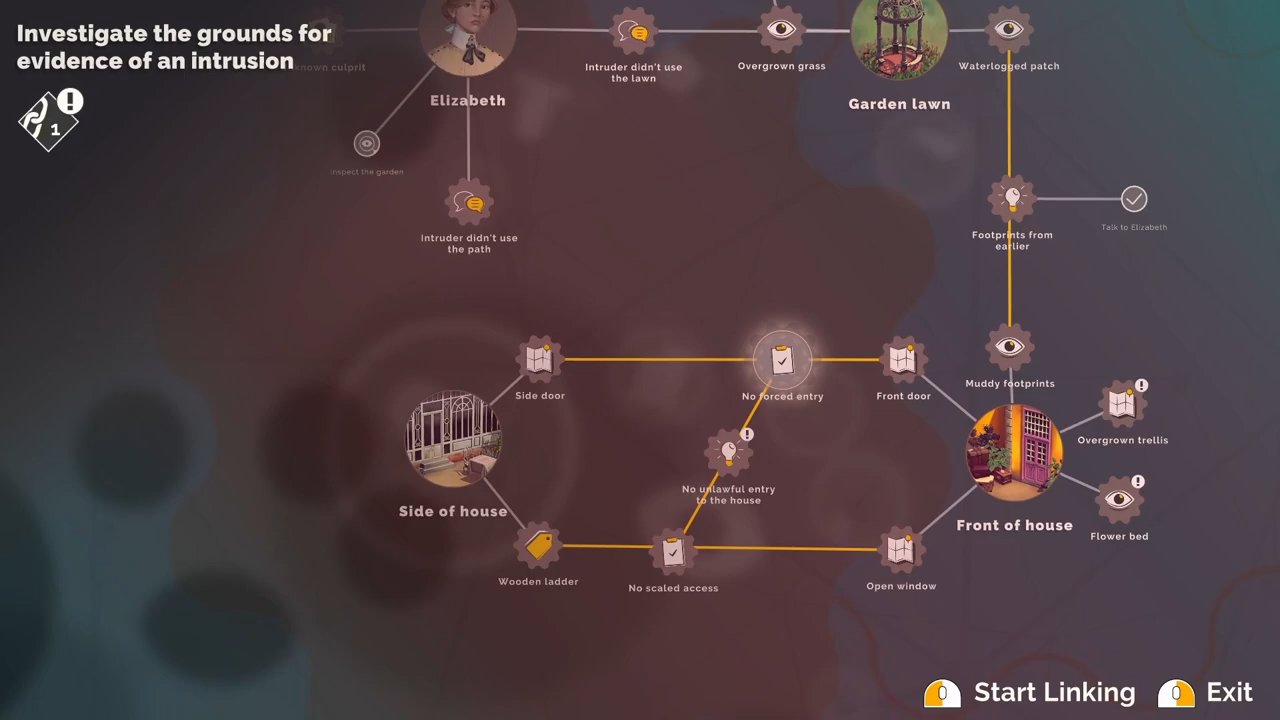 Investigate the grounds for
evidence of an intrusion
1
known culprit
Elizabeth
Intruder didn't use
the lawn
Overgrown grass
Garden lawn
Waterlogged patch
Inspect the garden
Intruder didn't use
the path
Footprints from
earlier
Talk to Elizabeth
Side door
No forced entry
Front door
Muddy footprints
Overgrown trellis
No unlawful entry
to the house
Side of house
Front of house
Flower bed
Wooden ladder
No scaled access
Open window
Start Linking
Exit